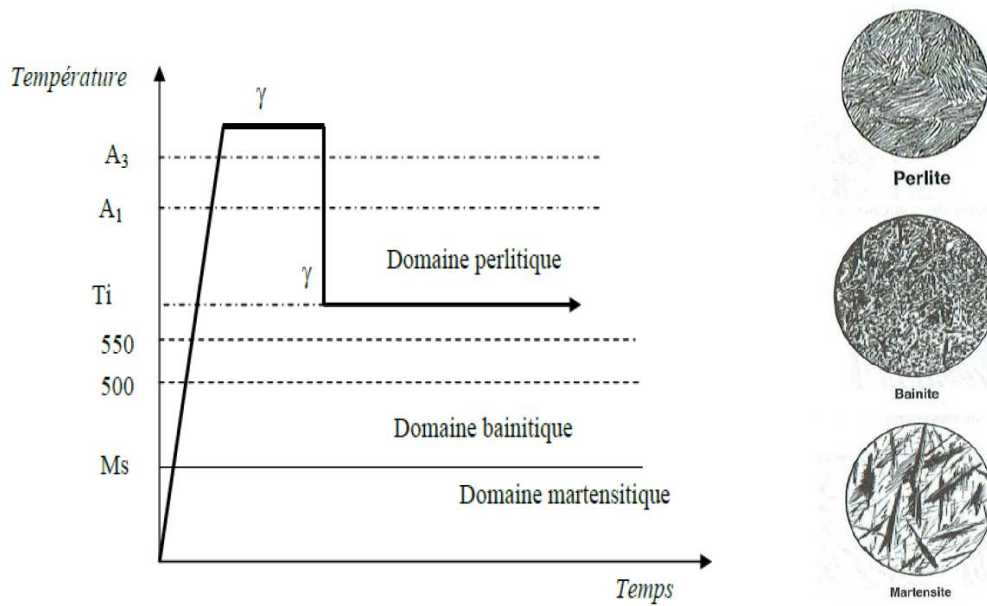 Température
γ
A₃
A₁
Domaine perlitique
γ
Ti
550
500
Domaine bainitique
Ms
Domaine martensitique
Temps
Perlite
Bainite
Martensite